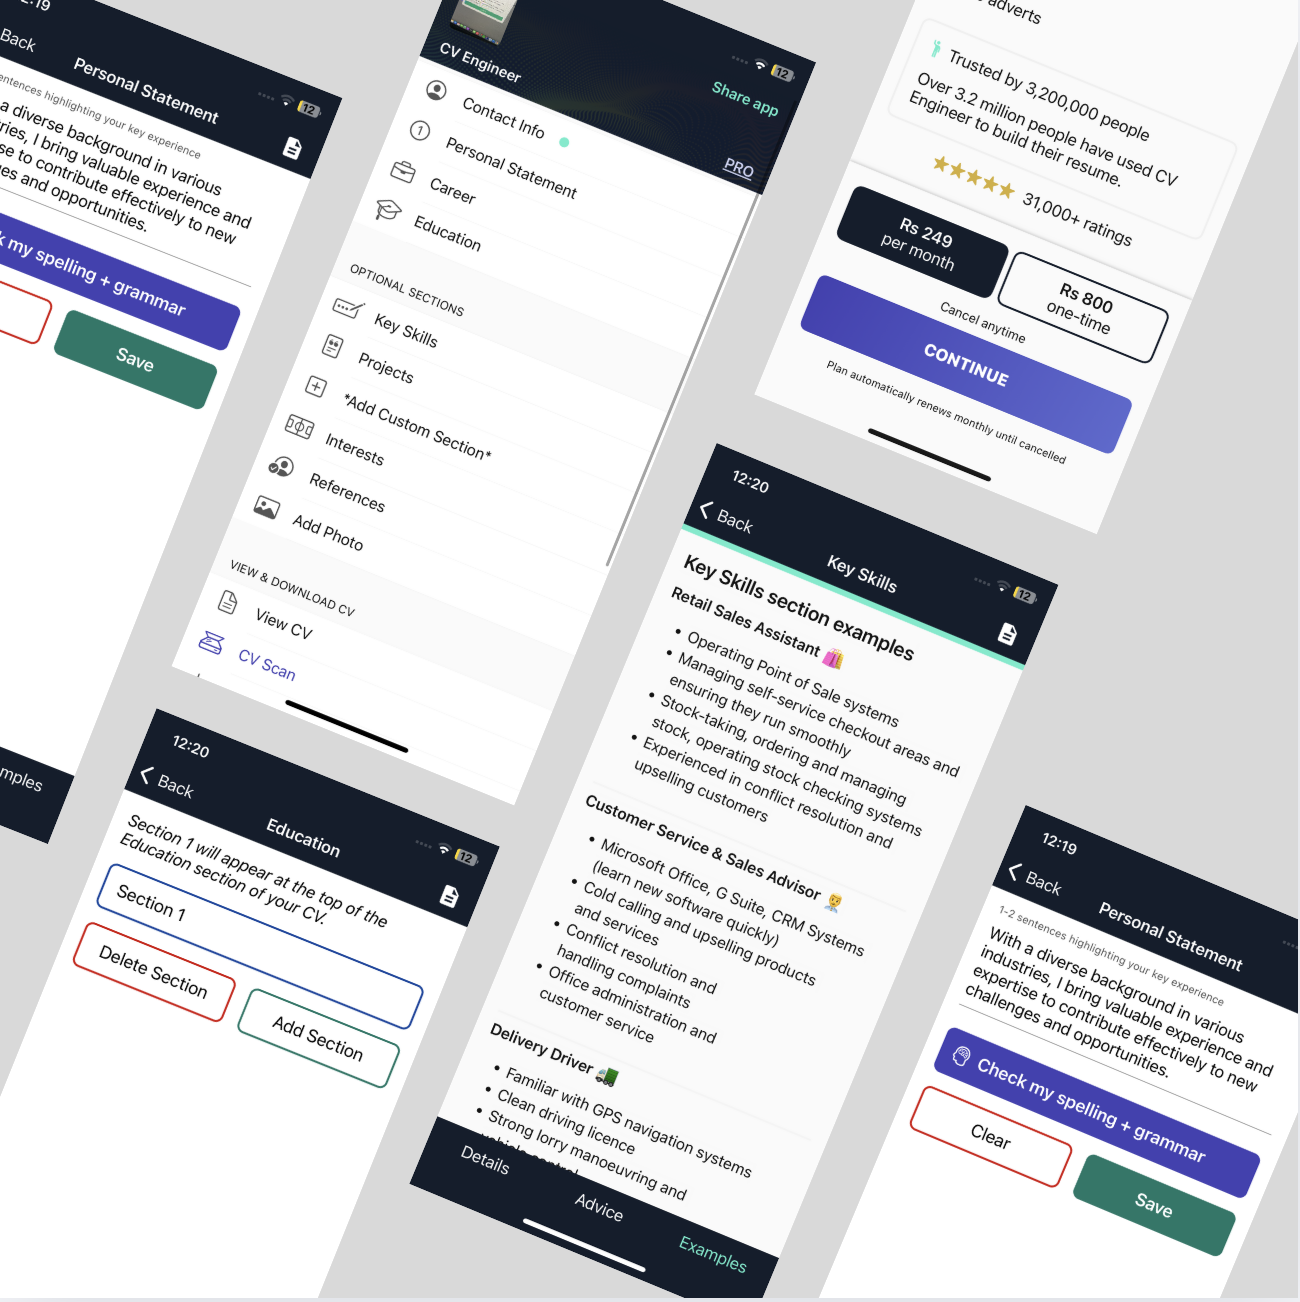 2:19
Back
Personal Statement
12
entences highlighting your key experience
a diverse background in various
ries, I bring valuable experience and
se to contribute effectively to new
ges and opportunities.
k my spelling + grammar
Save
mples
CV Engineer
12
Share app
PRO
Contact Info
1
Personal Statement
Career
Education
OPTIONAL SECTIONS
Key Skills
Projects
*Add Custom Section*
Interests
References
Add Photo
VIEW & DOWNLOAD CV
View CV
CV Scan
adverts
Trusted by 3,200,000 people
Over 3.2 million people have used CV
Engineer to build their resume.
31,000+ ratings
Rs 249
per month
Rs 800
one-time
Cancel anytime
CONTINUE
Plan automatically renews monthly until cancelled
12:20
Back
Key Skills
12
Key Skills section examples
Retail Sales Assistant 🛍️
• Operating Point of Sale systems
• Managing self-service checkout areas and
ensuring they run smoothly
• Stock-taking, ordering and managing
stock, operating stock checking systems
• Experienced in conflict resolution and
upselling customers
Customer Service & Sales Advisor 👨‍💼
• Microsoft Office, G Suite, CRM Systems
(learn new software quickly)
• Cold calling and upselling products
and services
• Conflict resolution and
handling complaints
• Office administration and
customer service
Delivery Driver 🚚
• Familiar with GPS navigation systems
• Clean driving licence
• Strong lorry manoeuvring and
vehicle control
Details
Advice
Examples
12:20
Back
Education
12
Section 1 will appear at the top of the
Education section of your CV.
Section 1
Delete Section
Add Section
12:19
Back
Personal Statement
1-2 sentences highlighting your key experience
With a diverse background in various
industries, I bring valuable experience and
expertise to contribute effectively to new
challenges and opportunities.
Check my spelling + grammar
Clear
Save